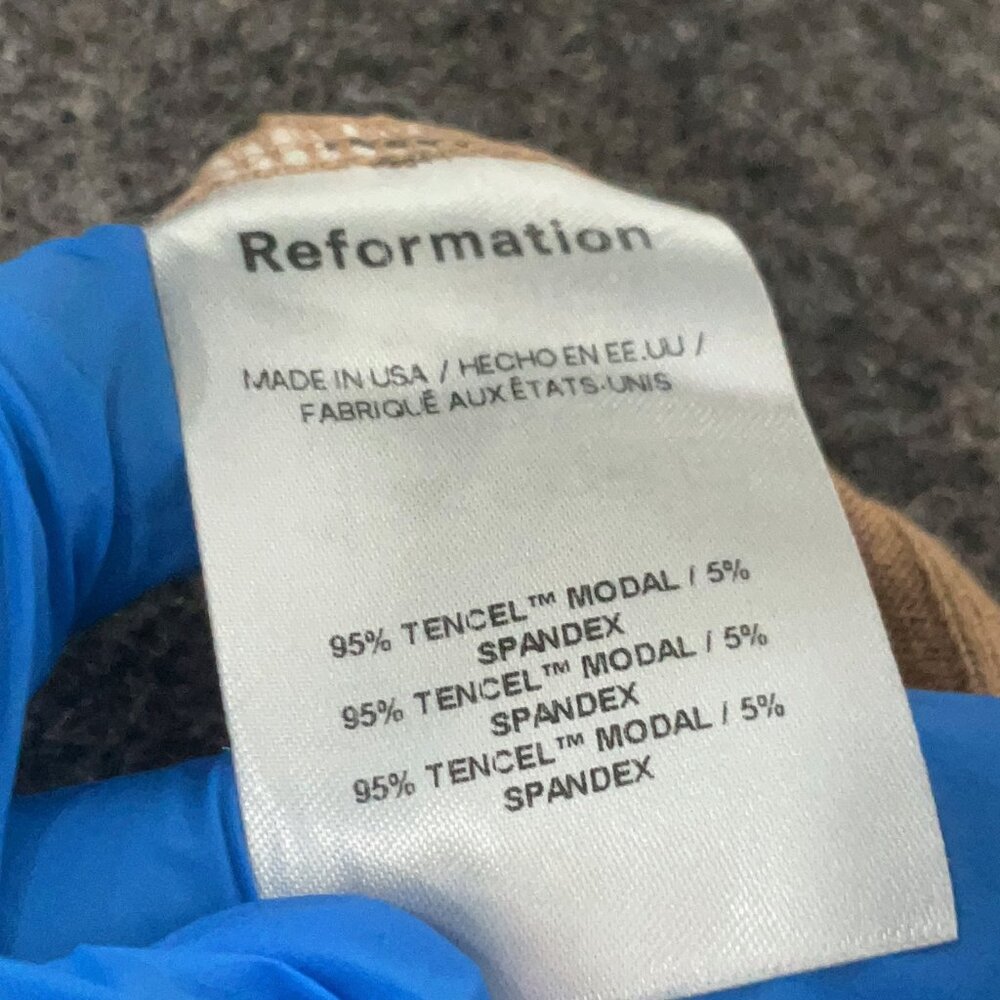 Reformation
MADE IN USA / HECHO EN EE.UU /
FABRIQUÉ AUX ÉTATS-UNIS
95% TENCEL™ MODAL / 5%
SPANDEX
95% TENCEL™ MODAL / 5%
SPANDEX
95% TENCEL™ MODAL / 5%
SPANDEX